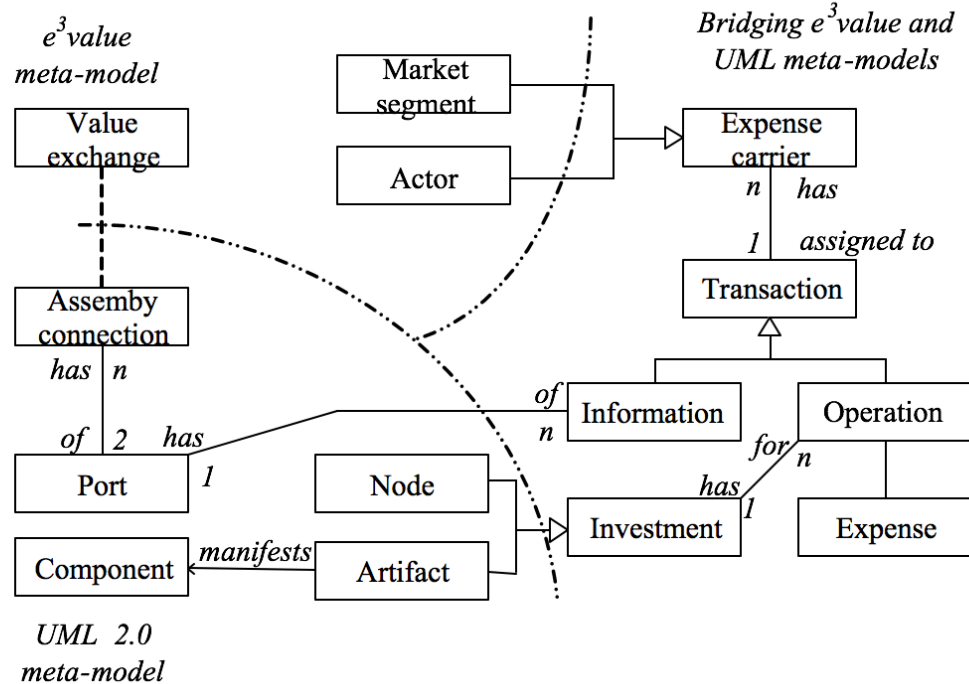 e³value
meta-model
Bridging e³value and
UML meta-models
Market
segment
Value
exchange
Expense
carrier
Actor
n
has
1
assigned to
Transaction
Assemby
connection
has
n
of
n
Information
Operation
of
2
has
1
for
n
has
1
Port
Node
Investment
Expense
Component
manifests
Artifact
UML 2.0
meta-model